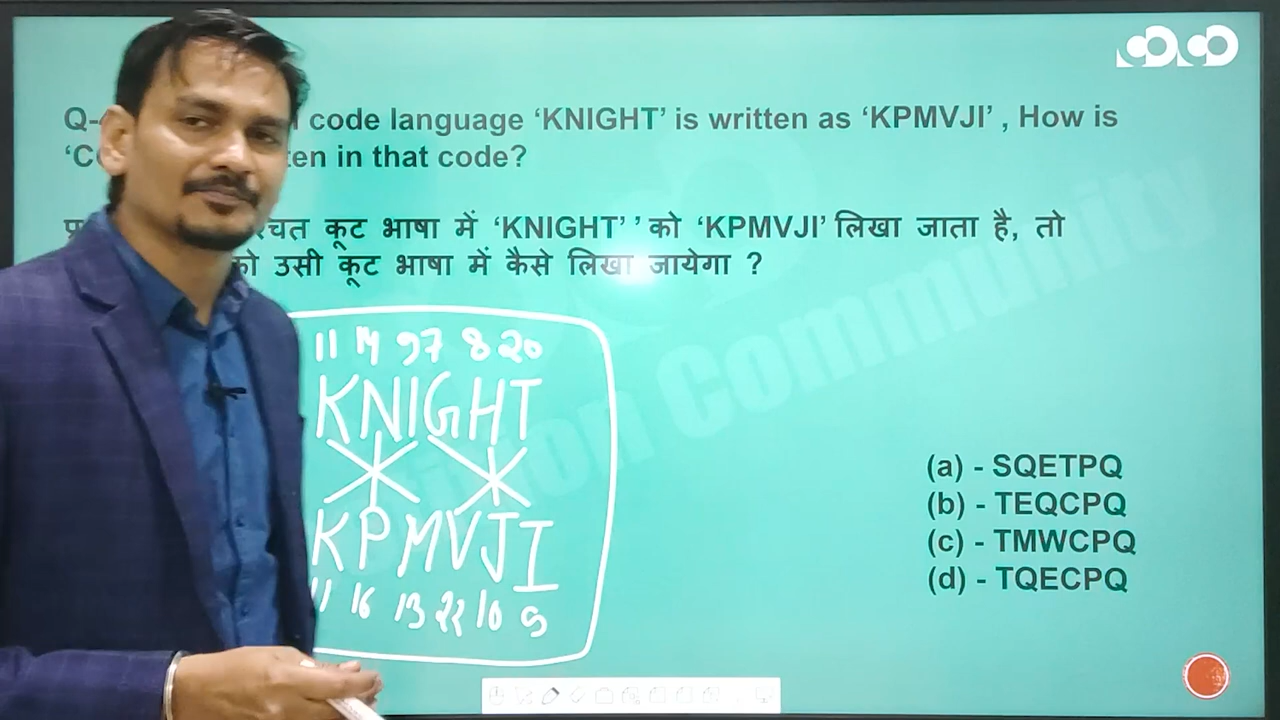 code language ‘KNIGHT’ is written as ‘KPMVJI’ , How is
in that code?
कूट भाषा में ‘KNIGHT’ ’ को ‘KPMVJI’ लिखा जाता है, तो
को उसी कूट भाषा में कैसे लिखा जायेगा ?
11 14 9 7 8 20
KNIGHT
KPMVJI
11 16 13 22 10 9
(a) - SQETPQ
(b) - TEQCPQ
(c) - TMWCPQ
(d) - TQECPQ
Community